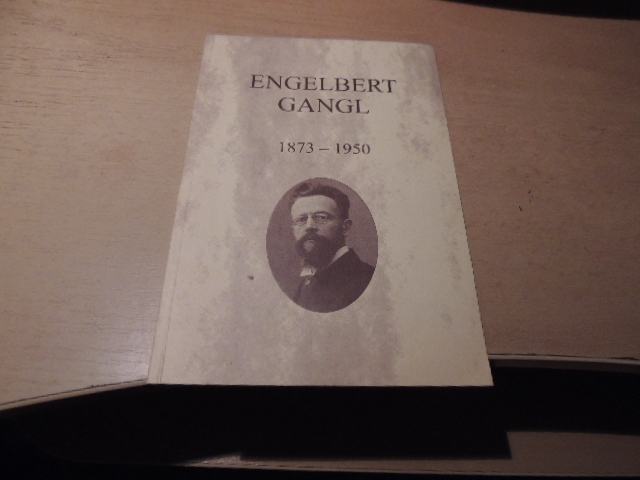 ENGELBERT
GANGL
1873 – 1950